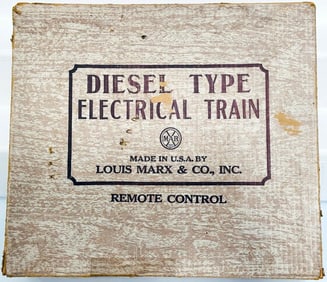 DIESEL TYPE
ELECTRICAL TRAIN
MAR
MADE IN U.S.A. BY
LOUIS MARX & CO., INC.
REMOTE CONTROL